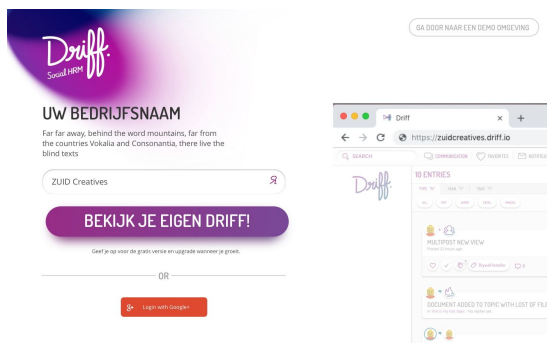 Driff.
Social HRM
UW BEDRIJFSNAAM
Far far away, behind the word mountains, far from
the countries Vokalia and Consonantia, there live the
blind texts
ZUID Creatives
BEKIJK JE EIGEN DRIFF!
Geef je op voor de gratis versie en upgrade wanneer je groeit.
OR
Login with Google+
GA DOOR NAAR EEN DEMO OMGEVING
Driff
https://zuidcreatives.driff.io
SEARCH
COMMUNICATION
FAVORITES
Driff.
10 ENTRIES
TYPE
YEAR
TAGS
MULTIPOST NEW VIEW
DOCUMENT ADDED TO TOPIC WITH LOST OF FILE